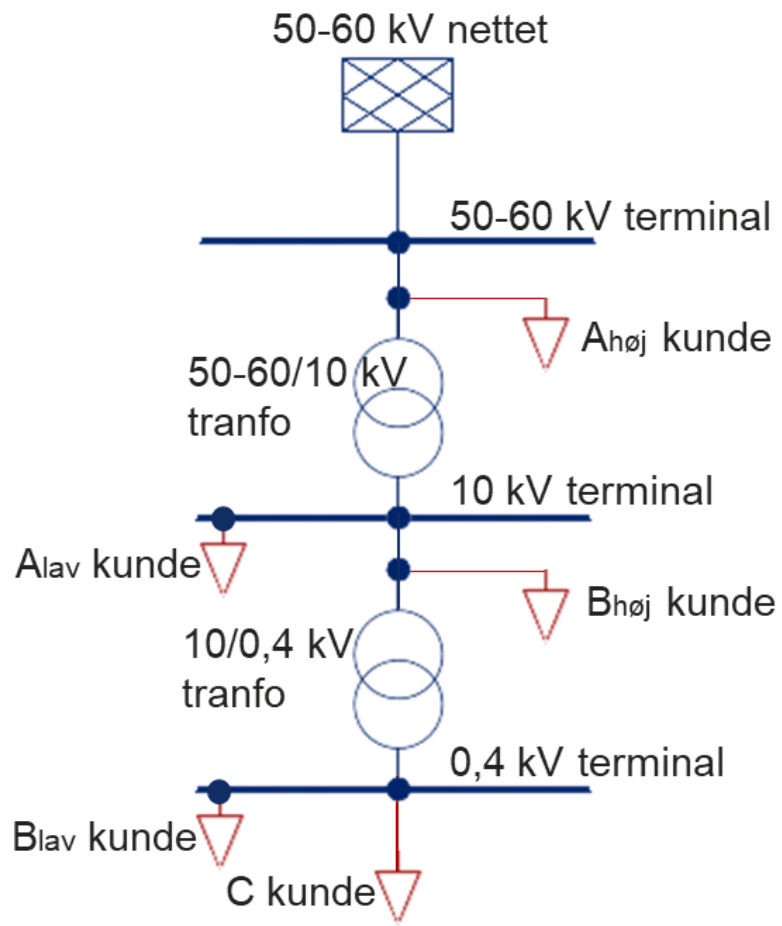 50-60 kV nettet
50-60 kV terminal
Ahøj kunde
50-60/10 kV
tranfo
10 kV terminal
Alav kunde
Bhøj kunde
10/0,4 kV
tranfo
0,4 kV terminal
Blav kunde
C kunde